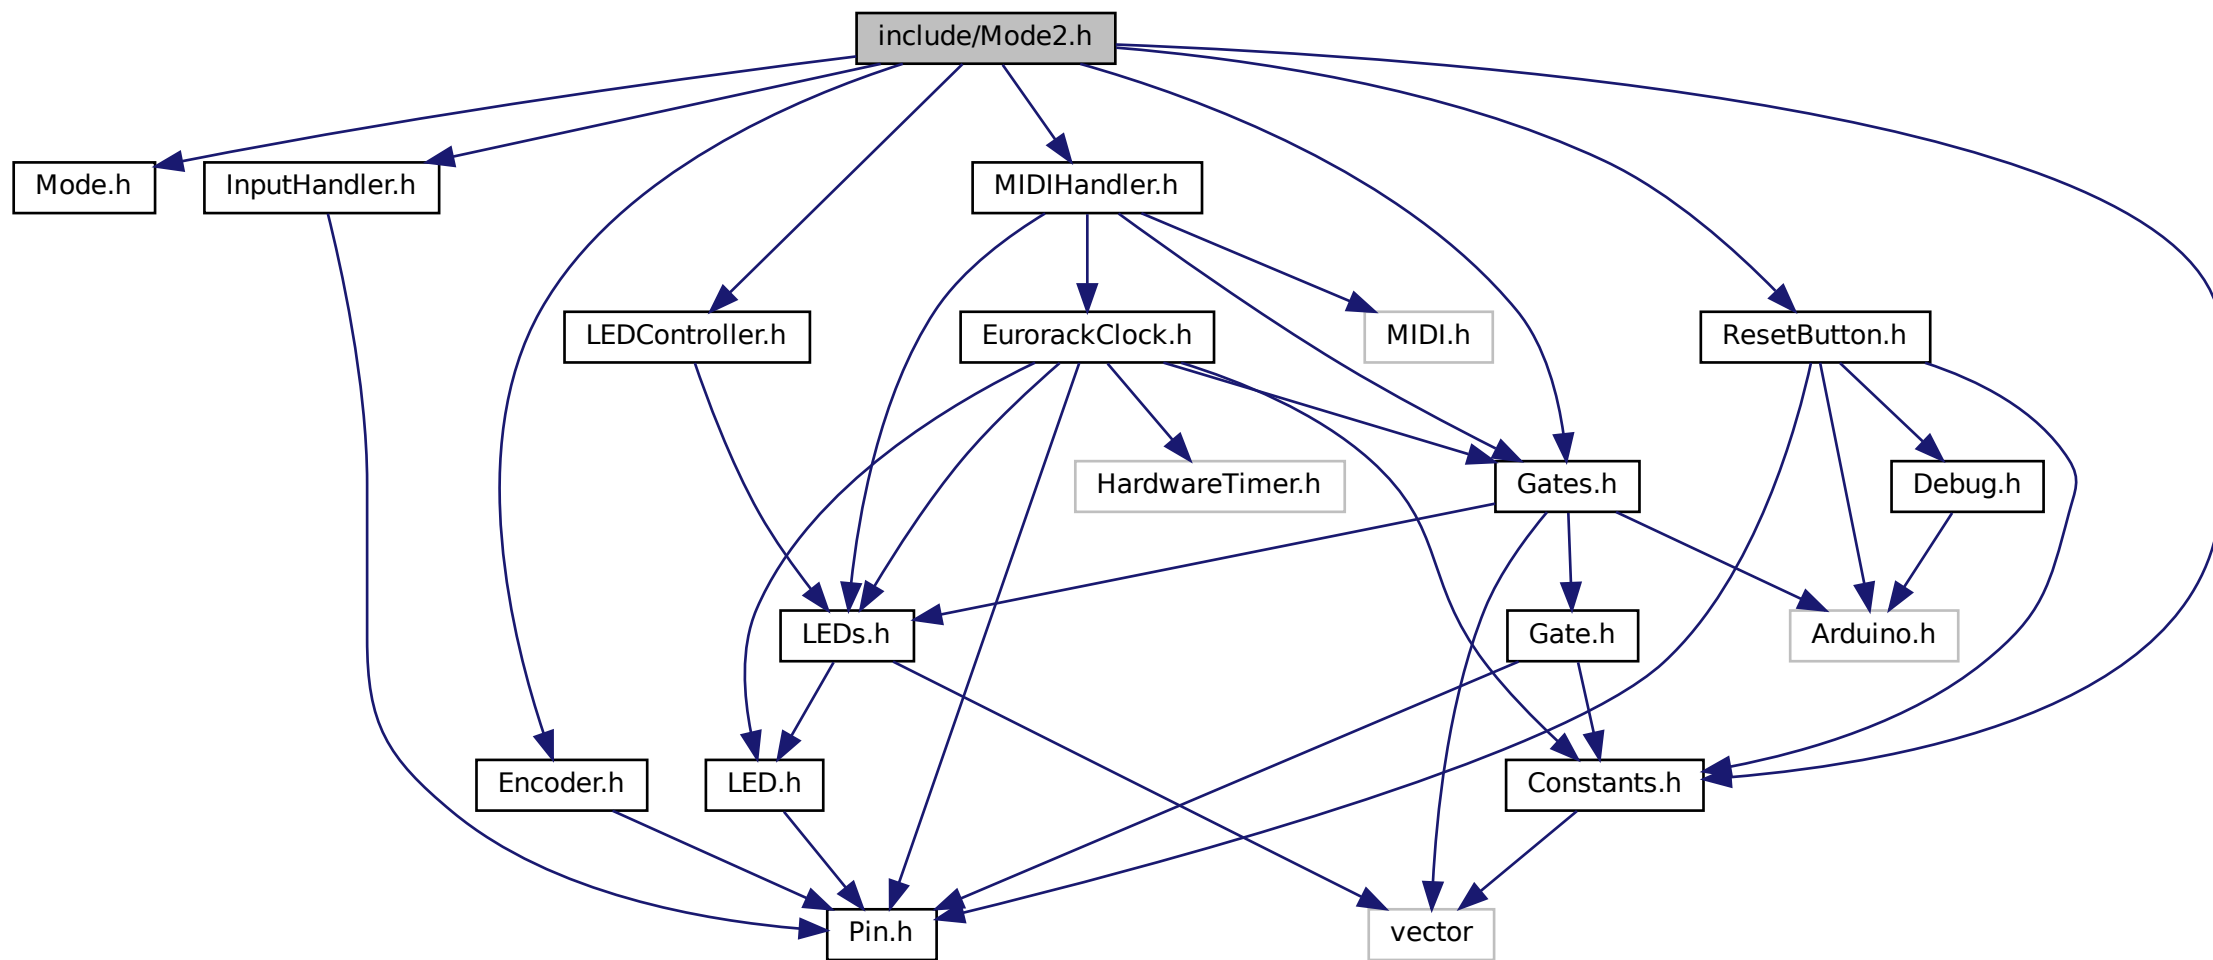 include/Mode2.h
Mode.h
InputHandler.h
MIDIHandler.h
LEDController.h
EurorackClock.h
MIDI.h
ResetButton.h
HardwareTimer.h
Gates.h
Debug.h
LEDs.h
Gate.h
Arduino.h
Encoder.h
LED.h
Constants.h
Pin.h
vector